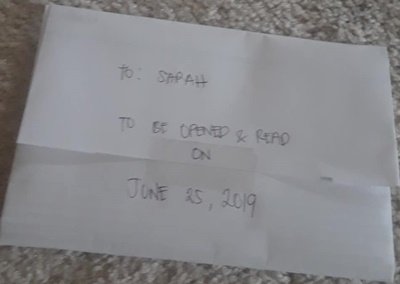 TO: SARAH
TO BE OPENED & READ
ON
JUNE 25, 2019